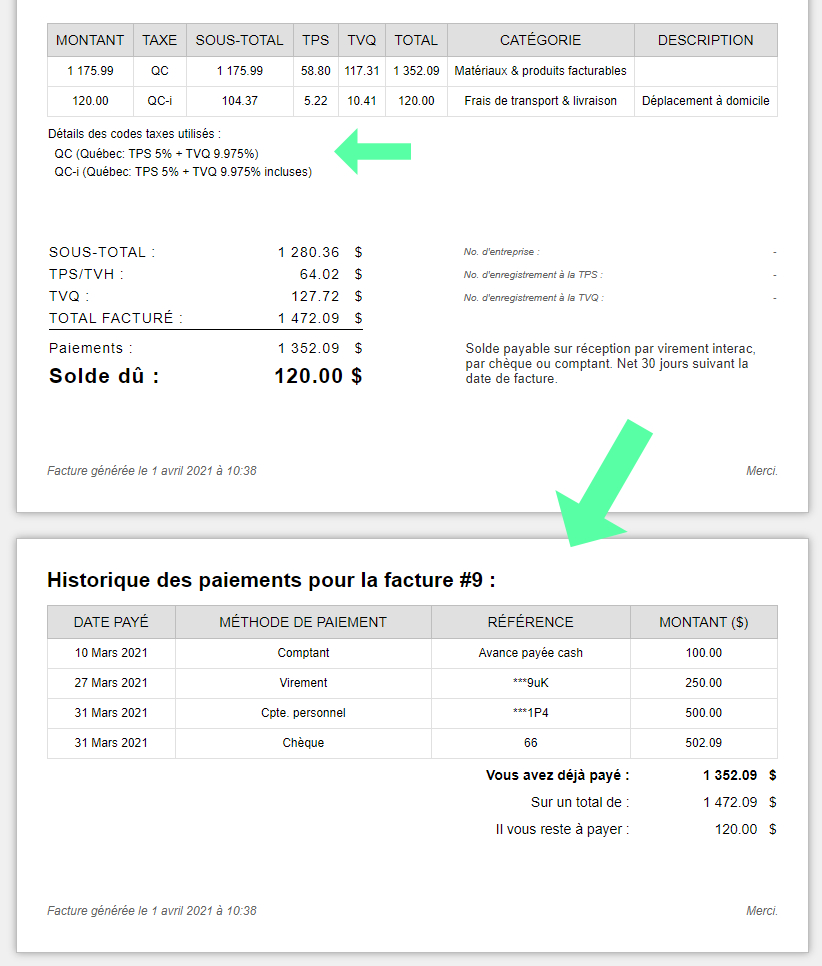 MONTANT TAXE SOUS-TOTAL TPS TVQ TOTAL CATÉGORIE DESCRIPTION
1 175.99 QC 1 175.99 58.80 117.31 1 352.09 Matériaux & produits facturables
120.00 QC-i 104.37 5.22 10.41 120.00 Frais de transport & livraison Déplacement à domicile
Détails des codes taxes utilisés :
QC (Québec: TPS 5% + TVQ 9.975%)
QC-i (Québec: TPS 5% + TVQ 9.975% incluses)
SOUS-TOTAL : 1 280.36 $
TPS/TVH : 64.02 $
TVQ : 127.72 $
TOTAL FACTURÉ : 1 472.09 $
Paiements : 1 352.09 $
Solde dû : 120.00 $
No. d'entreprise : -
No. d'enregistrement à la TPS : -
No. d'enregistrement à la TVQ : -
Solde payable sur réception par virement interac,
par chèque ou comptant. Net 30 jours suivant la
date de facture.
Facture générée le 1 avril 2021 à 10:38 Merci.
Historique des paiements pour la facture #9 :
DATE PAYÉ MÉTHODE DE PAIEMENT RÉFÉRENCE MONTANT ($)
10 Mars 2021 Comptant Avance payée cash 100.00
27 Mars 2021 Virement ***9uK 250.00
31 Mars 2021 Cpte. personnel ***1P4 500.00
31 Mars 2021 Chèque 66 502.09
Vous avez déjà payé : 1 352.09 $
Sur un total de : 1 472.09 $
Il vous reste à payer : 120.00 $
Facture générée le 1 avril 2021 à 10:38 Merci.